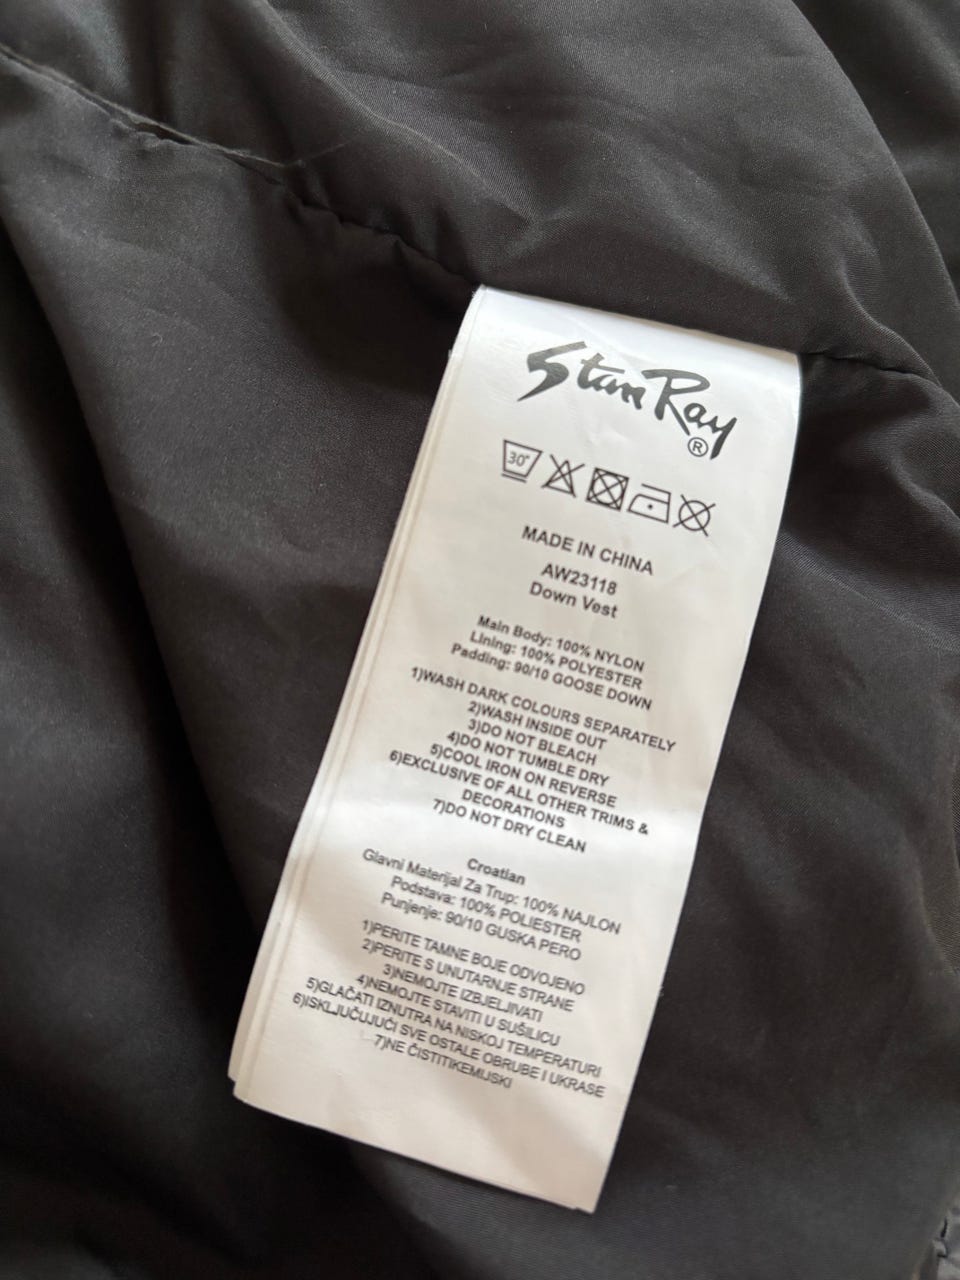 Stan Ray
®
30°
MADE IN CHINA
AW23118
Down Vest
Main Body: 100% NYLON
Lining: 100% POLYESTER
Padding: 90/10 GOOSE DOWN
1)WASH DARK COLOURS SEPARATELY
2)WASH INSIDE OUT
3)DO NOT BLEACH
4)DO NOT TUMBLE DRY
5)COOL IRON ON REVERSE
6)EXCLUSIVE OF ALL OTHER TRIMS &
DECORATIONS
7)DO NOT DRY CLEAN
Croatian
Glavni Materijal Za Trup: 100% NAJLON
Podstava: 100% POLIESTER
Punjenje: 90/10 GUSKA PERO
1)PERITE TAMNE BOJE ODVOJENO
2)PERITE S UNUTARNJE STRANE
3)NEMOJTE IZBJELJIVATI
4)NEMOJTE STAVITI U SUŠILICU
5)GLAČATI IZNUTRA NA NISKOJ TEMPERATURI
6)ISKLJUČUJUĆI SVE OSTALE OBRUBE I UKRASE
7)NE ČISTITIKEMIJSKI